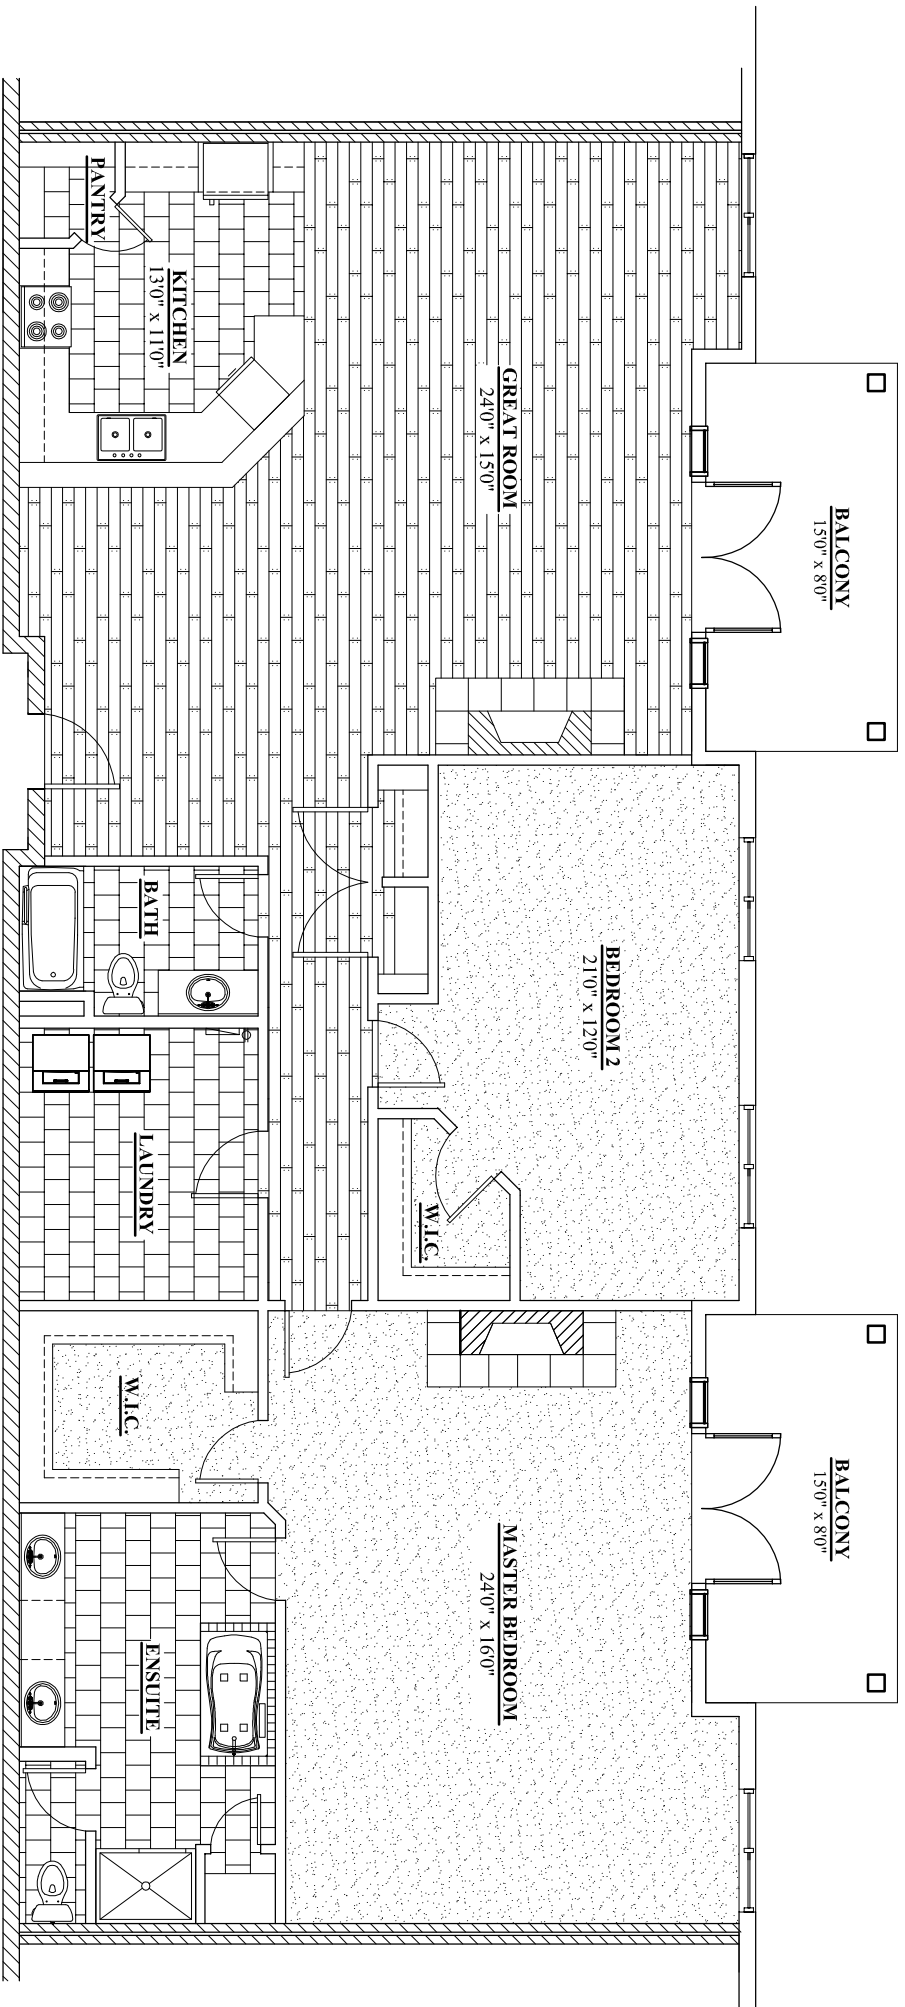 BALCONY
15'0" x 8'0"
BALCONY
15'0" x 8'0"
GREAT ROOM
24'0" x 15'0"
BEDROOM 2
21'0" x 12'0"
MASTER BEDROOM
24'0" x 16'0"
W.I.C.
PANTRY
KITCHEN
13'0" x 11'0"
BATH
LAUNDRY
W.I.C.
ENSUITE